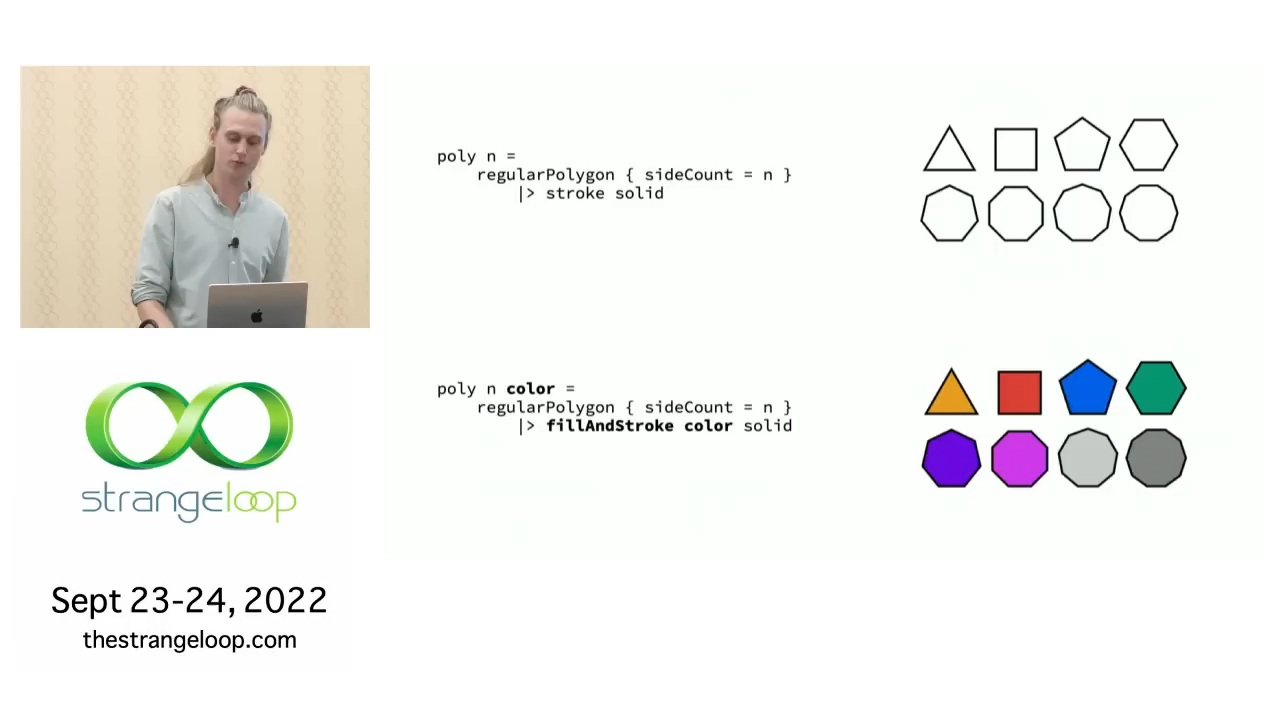 poly n =
    regularPolygon { sideCount = n }
        |> stroke solid
poly n color =
    regularPolygon { sideCount = n }
        |> fillAndStroke color solid
strangeloop
Sept 23-24, 2022
thestrangeloop.com